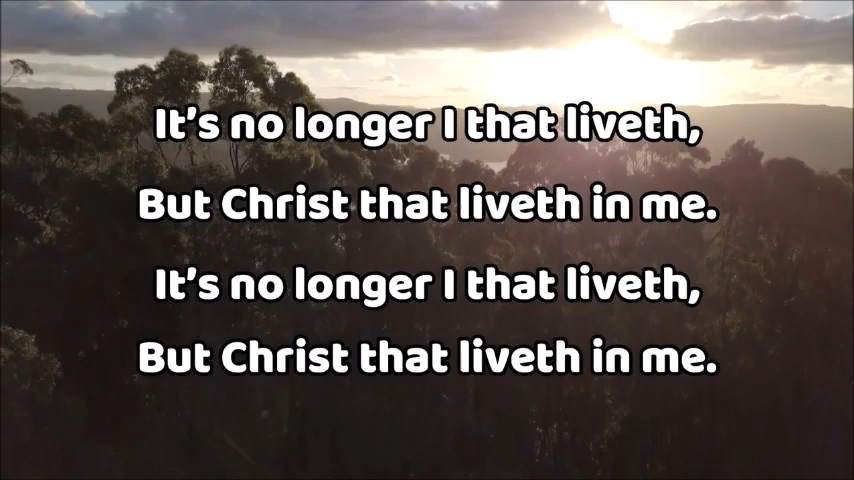 It’s no longer I that liveth,
But Christ that liveth in me.
It’s no longer I that liveth,
But Christ that liveth in me.